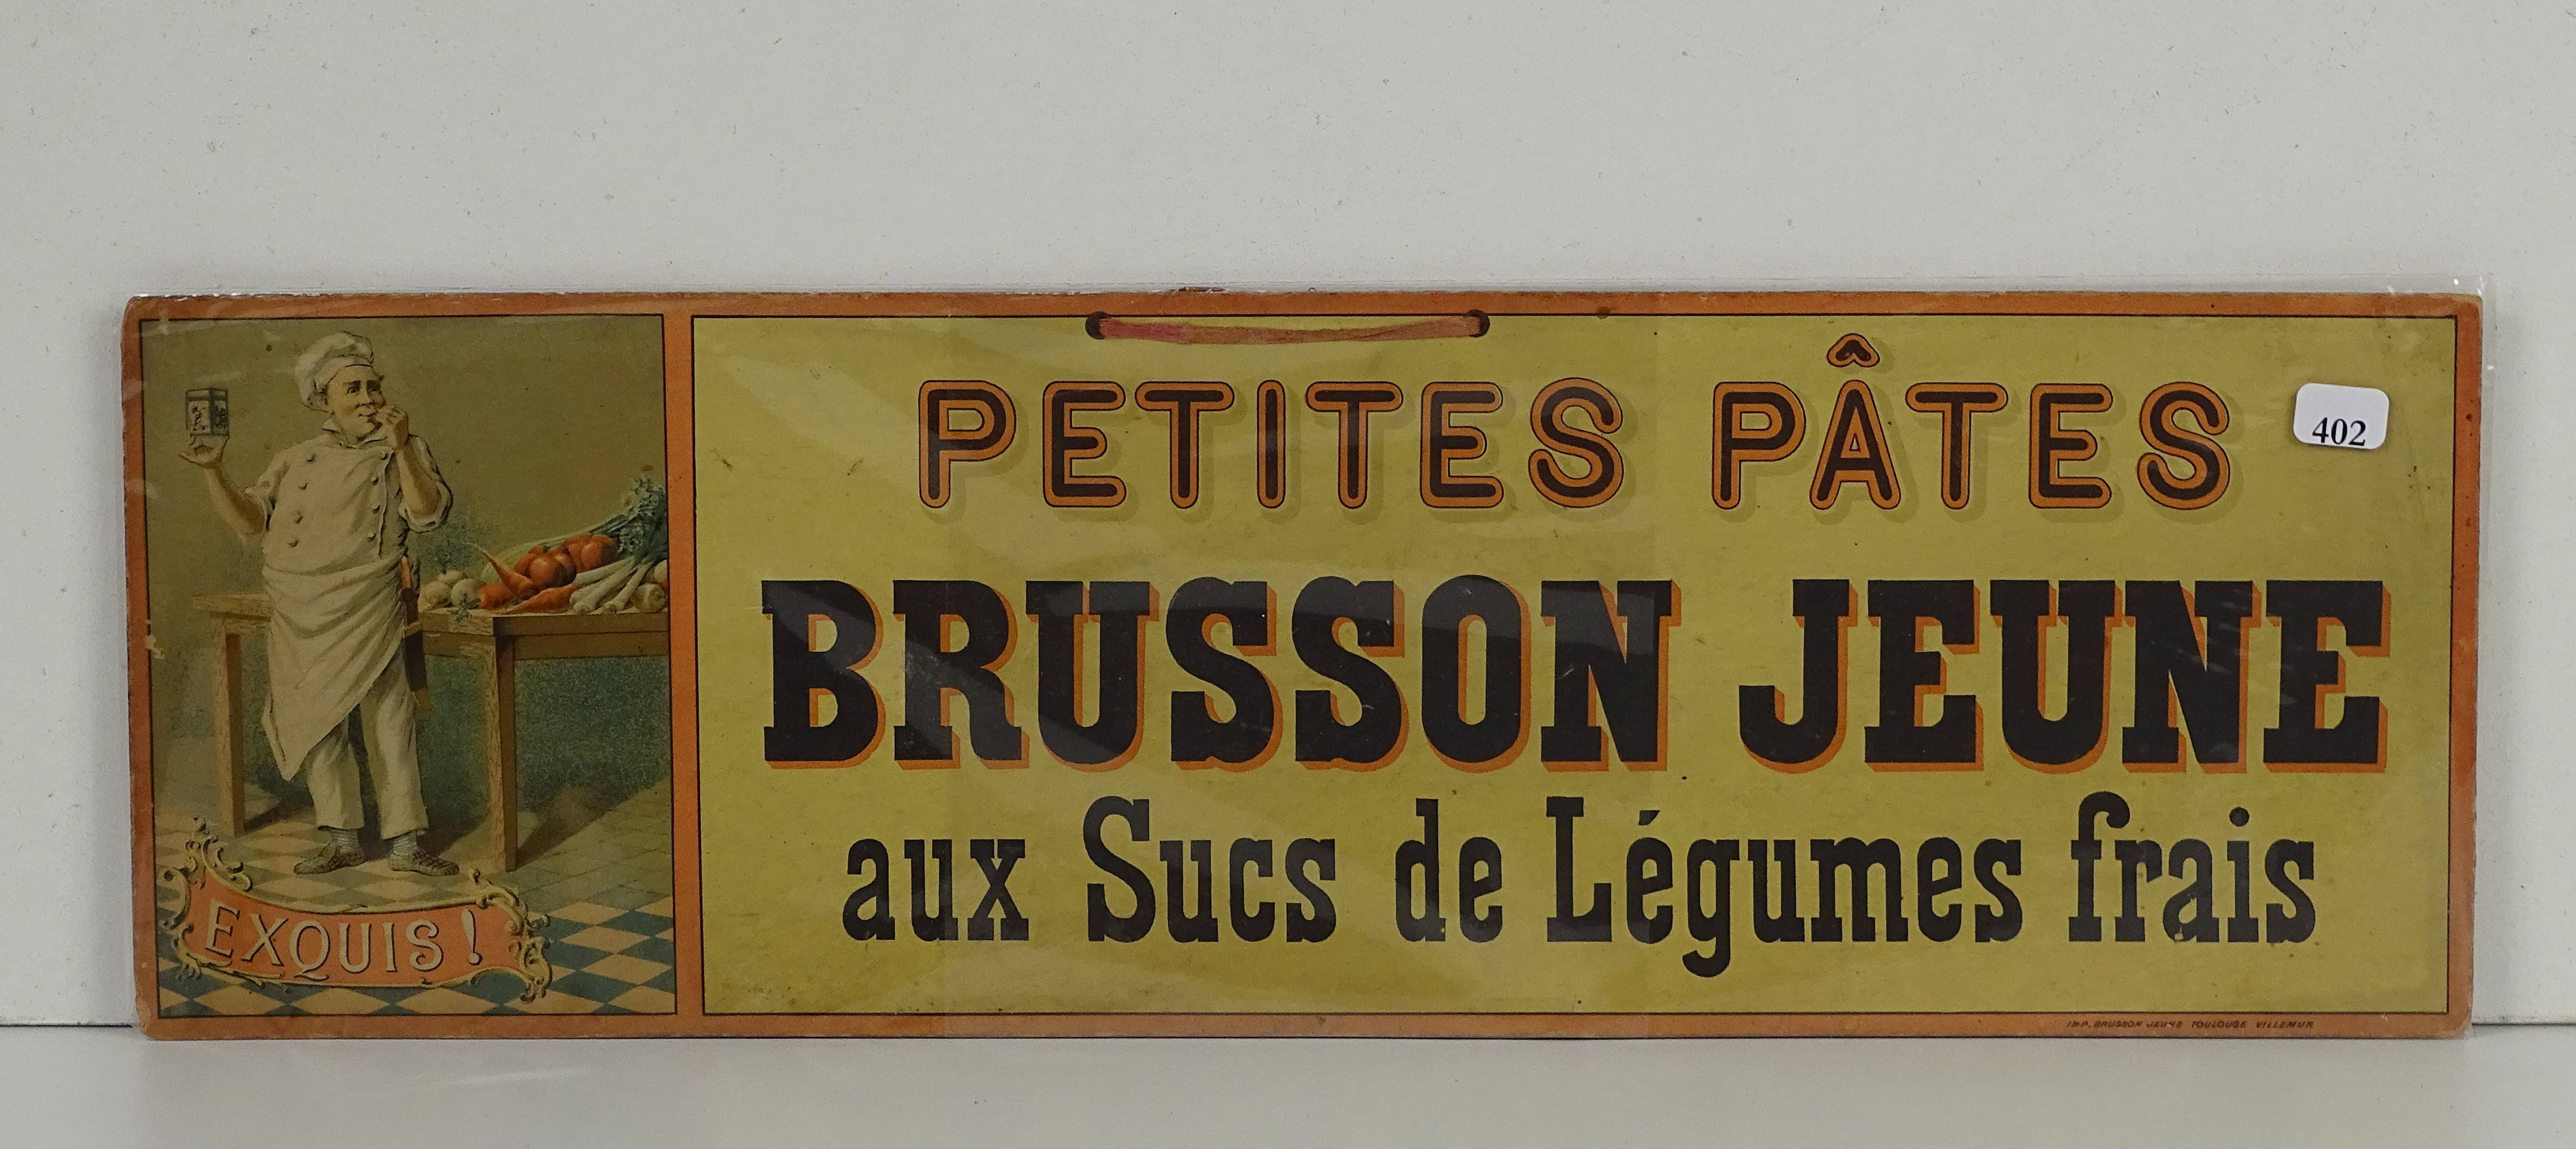 EXQUIS !
PETITES PÂTES
402
BRUSSON JEUNE
aux Sucs de Légumes frais
IMP. BRUSSON JEUNE TOULOUSE VILLEMUR